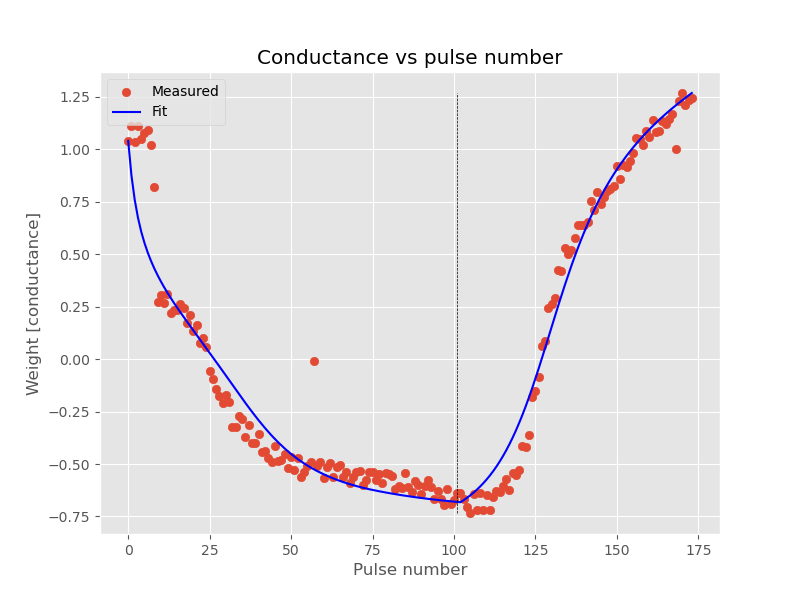 Conductance vs pulse number
Measured
Fit
Weight [conductance]
1.25
1.00
0.75
0.50
0.25
0.00
−0.25
−0.50
−0.75
0 25 50 75 100 125 150 175
Pulse number